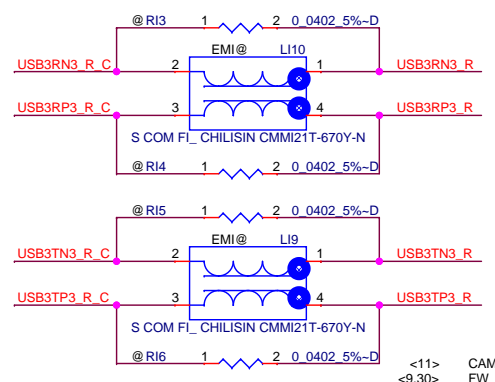 @ RI3 1 2 0_0402_5%~D
EMI@ LI10
USB3RN3_R_C 2 1 USB3RN3_R
USB3RP3_R_C 3 4 USB3RP3_R
S COM FI_ CHILISIN CMMI21T-670Y-N
@ RI4 1 2 0_0402_5%~D
@ RI5 1 2 0_0402_5%~D
EMI@ LI9
USB3TN3_R_C 2 1 USB3TN3_R
USB3TP3_R_C 3 4 USB3TP3_R
S COM FI_ CHILISIN CMMI21T-670Y-N
@ RI6 1 2 0_0402_5%~D
<11> CAM
<9,30> FW